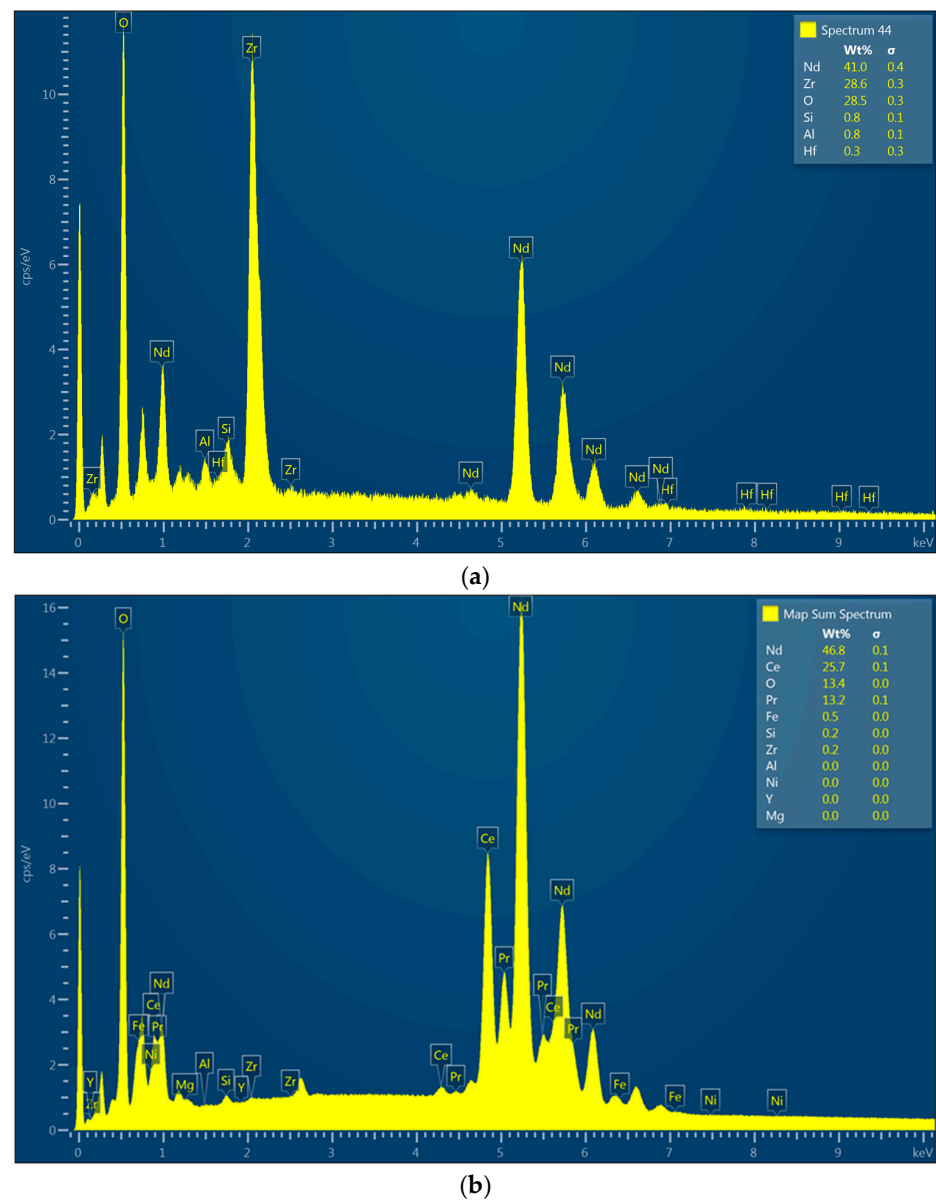 Spectrum 44
Wt% σ
Nd 41.0 0.4
Zr 28.6 0.3
O 28.5 0.3
Si 0.8 0.1
Al 0.8 0.1
Hf 0.3 0.3
cps/eV
10
8
6
4
2
0
O
Zr
Nd
Nd
Nd
Zr
Al
Hf
Si
Zr
Nd
Nd
Nd
Nd
Hf
Hf
Hf
Hf
Hf
0 1 2 3 4 5 6 7 8 9 keV
(a)
Map Sum Spectrum
Wt% σ
Nd 46.8 0.1
Ce 25.7 0.1
O 13.4 0.0
Pr 13.2 0.1
Fe 0.5 0.0
Si 0.2 0.0
Zr 0.2 0.0
Al 0.0 0.0
Ni 0.0 0.0
Y 0.0 0.0
Mg 0.0 0.0
cps/eV
16
14
12
10
8
6
4
2
0
O
Nd
Ce
Nd
Pr
Nd
Ce
Fe
Pr
Ni
Y
Zr
Mg
Al
Si
Y
Zr
Zr
Ce
Pr
Pr
Ce
Pr
Nd
Fe
Fe
Ni
Ni
0 1 2 3 4 5 6 7 8 9 keV
(b)